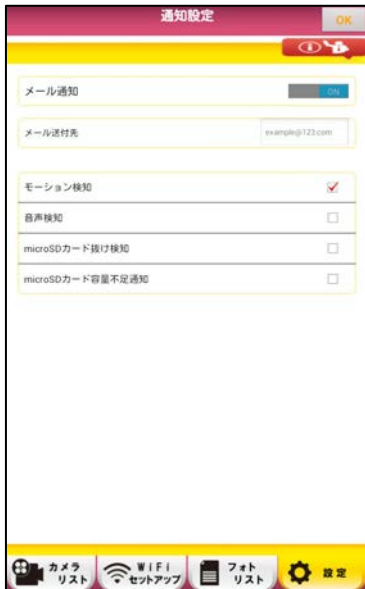 通知設定
OK
メール通知
ON
メール送付先
example@123.com
モーション検知
音声検知
microSDカード抜け検知
microSDカード容量不足通知
カメラ
リスト
WiFi
セットアップ
フォト
リスト
設定